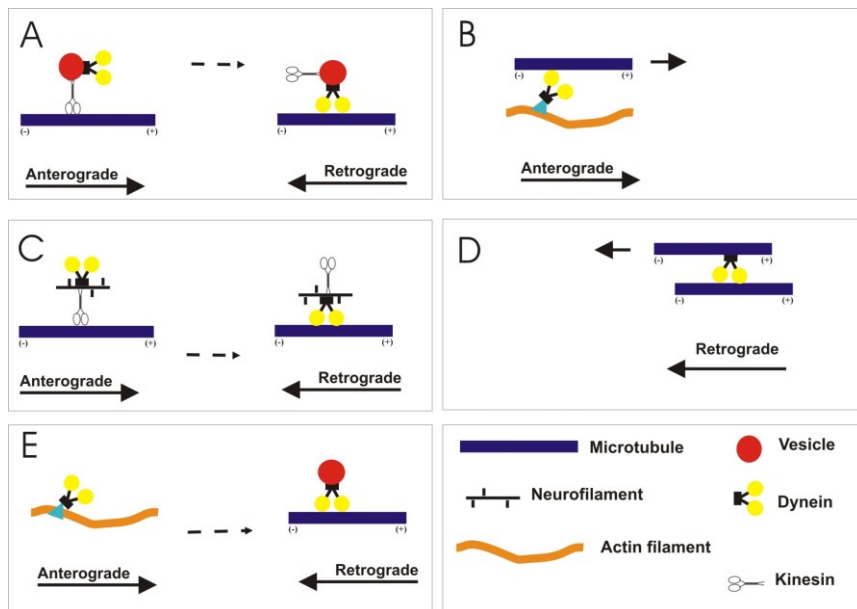 A
(-) (+)
(-) (+)
Anterograde
Retrograde
B
(-) (+)
Anterograde
C
(-) (+)
(-) (+)
Anterograde
Retrograde
D
(-) (+)
(-) (+)
Retrograde
E
(-) (+)
Anterograde
Retrograde
Microtubule
Vesicle
Neurofilament
Dynein
Actin filament
Kinesin